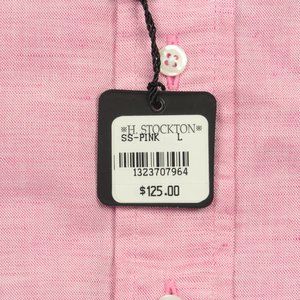 ※H. STOCKTON※
SS-PINK L
1323707964
$125.00